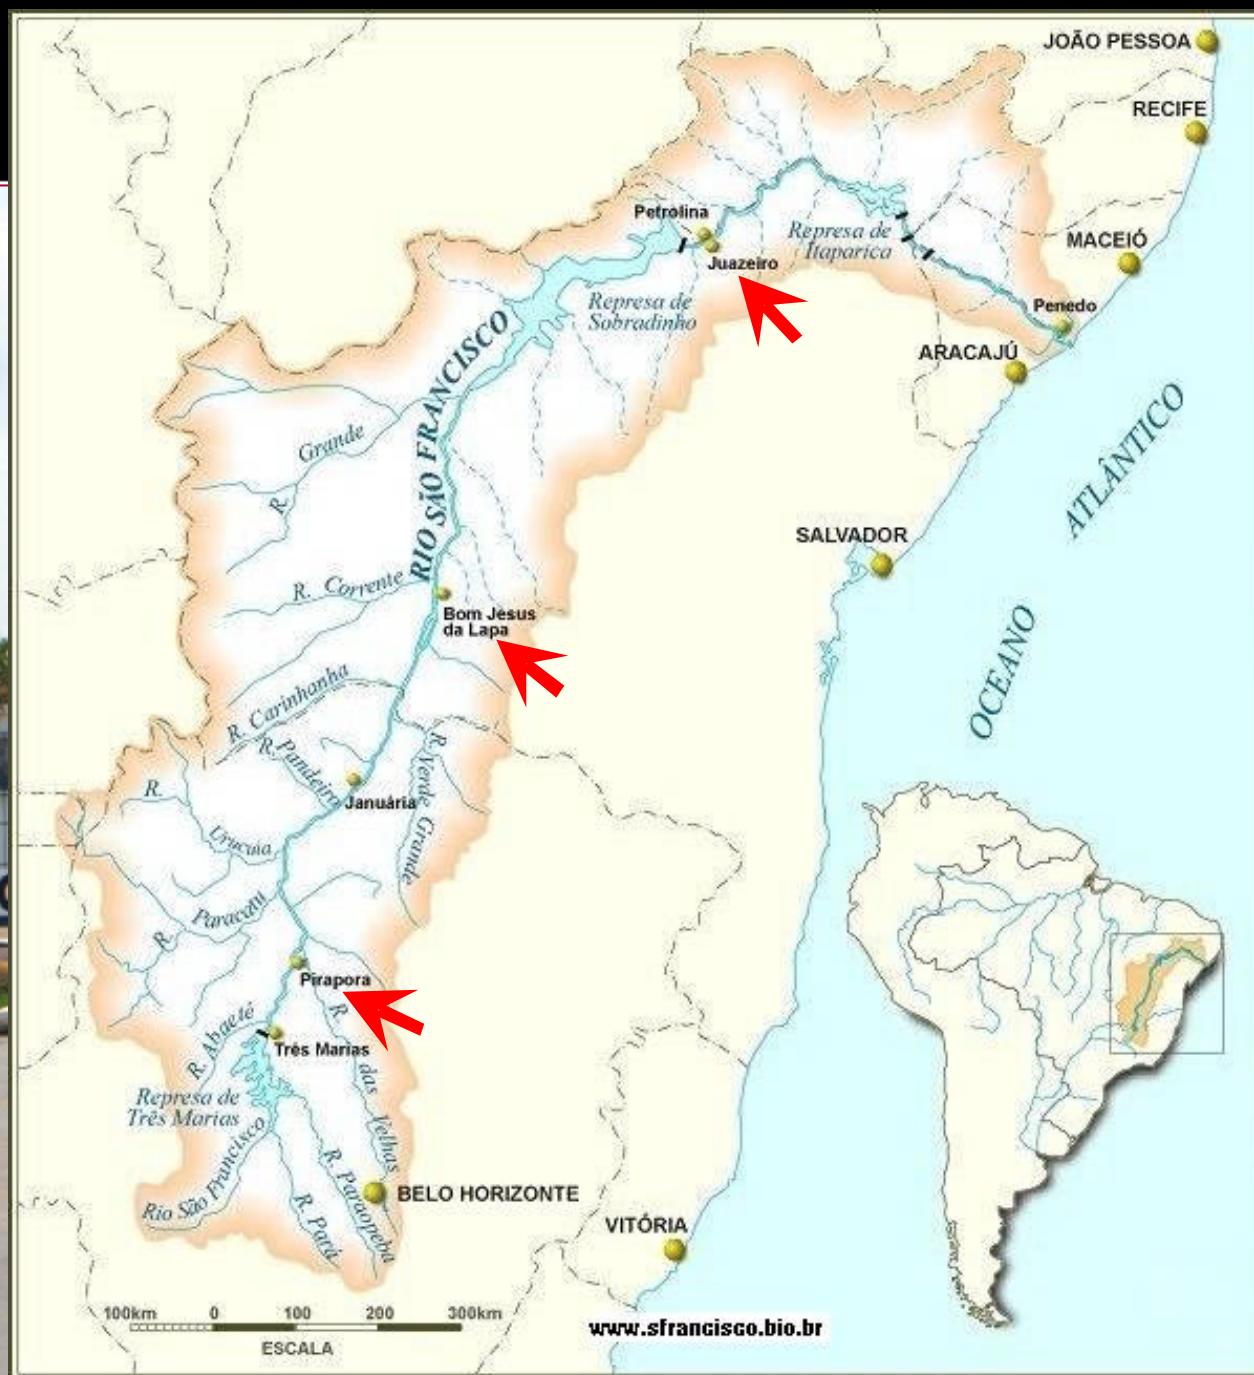 JOÃO PESSOA
RECIFE
Petrolina
Represa de
Itaparica
MACEIÓ
Juazeiro
Represa de
Sobradinho
Penedo
ARACAJÚ
RIO SÃO FRANCISCO
Grande
R.
ATLÂNTICO
OCEANO
SALVADOR
R. Corrente
Bom Jesus
da Lapa
R. Carinhanha
R. Pandeiro
R. Verde Grande
Januária
R.
Urucuia
R. Paracatu
Pirapora
R. Abaeté
Três Marias
R. das Velhas
Represa de
Três Marias
Rio São Francisco
R. Paraopeba
R. Pará
BELO HORIZONTE
VITÓRIA
100km 0 100 200 300km
ESCALA
www.sfrancisco.bio.br